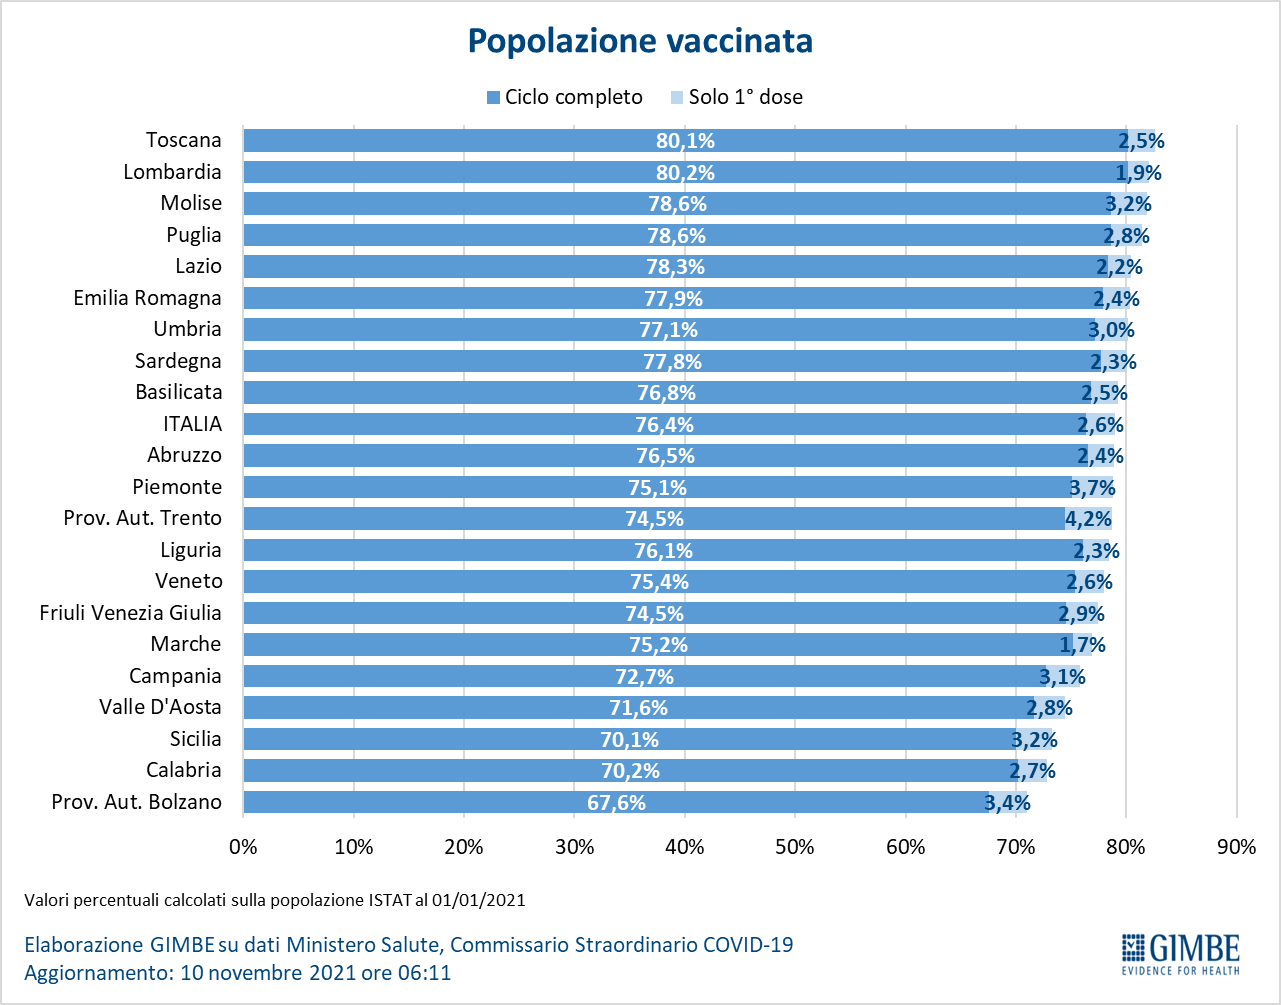 Popolazione vaccinata
Ciclo completo Solo 1° dose
Toscana 80,1% 2,5%
Lombardia 80,2% 1,9%
Molise 78,6% 3,2%
Puglia 78,6% 2,8%
Lazio 78,3% 2,2%
Emilia Romagna 77,9% 2,4%
Umbria 77,1% 3,0%
Sardegna 77,8% 2,3%
Basilicata 76,8% 2,5%
ITALIA 76,4% 2,6%
Abruzzo 76,5% 2,4%
Piemonte 75,1% 3,7%
Prov. Aut. Trento 74,5% 4,2%
Liguria 76,1% 2,3%
Veneto 75,4% 2,6%
Friuli Venezia Giulia 74,5% 2,9%
Marche 75,2% 1,7%
Campania 72,7% 3,1%
Valle D'Aosta 71,6% 2,8%
Sicilia 70,1% 3,2%
Calabria 70,2% 2,7%
Prov. Aut. Bolzano 67,6% 3,4%
0% 10% 20% 30% 40% 50% 60% 70% 80% 90%
Valori percentuali calcolati sulla popolazione ISTAT al 01/01/2021
Elaborazione GIMBE su dati Ministero Salute, Commissario Straordinario COVID-19
Aggiornamento: 10 novembre 2021 ore 06:11
GIMBE
EVIDENCE FOR HEALTH